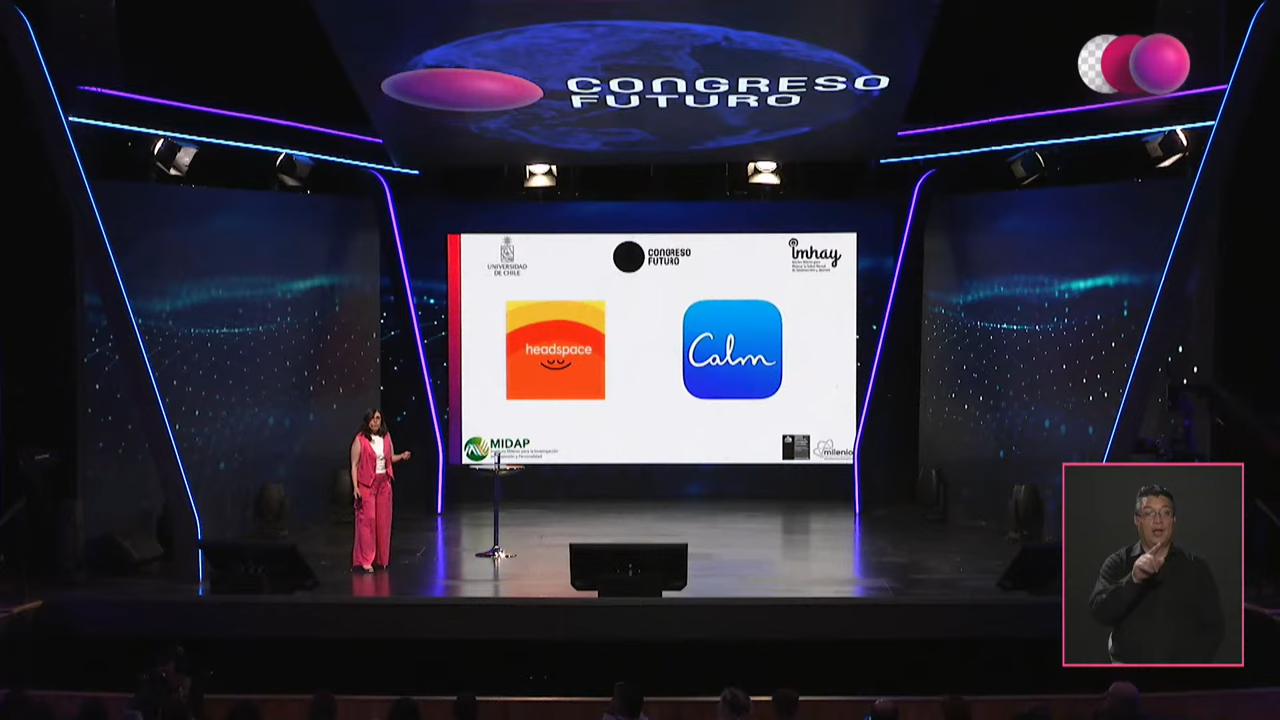 CONGRESO
FUTURO
UNIVERSIDAD
DE CHILE
CONGRESO
FUTURO
imhay
headspace
Calm
MIDAP
milenio